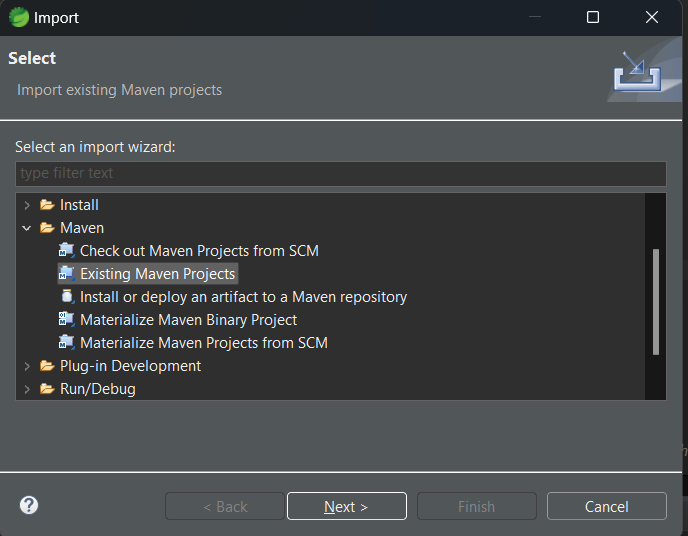 Import
Select
Import existing Maven projects
Select an import wizard:
type filter text
Install
Maven
Check out Maven Projects from SCM
Existing Maven Projects
Install or deploy an artifact to a Maven repository
Materialize Maven Binary Project
Materialize Maven Projects from SCM
Plug-in Development
Run/Debug
< Back
Next >
Finish
Cancel